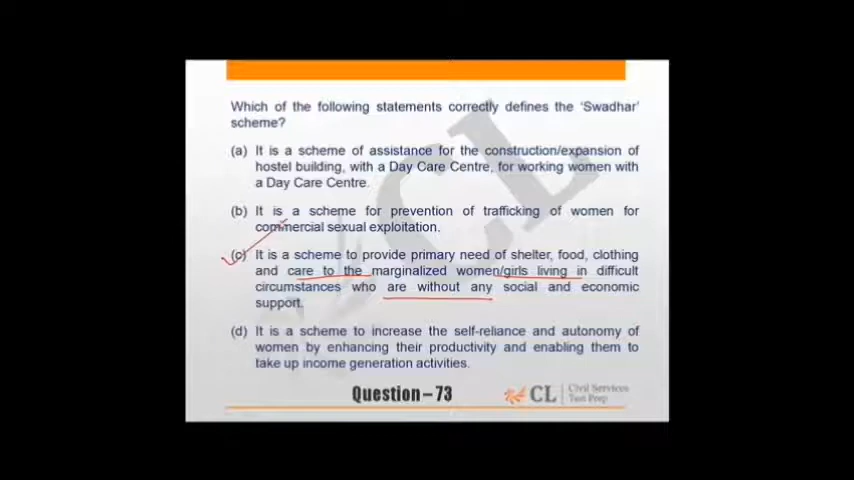 Which of the following statements correctly defines the ‘Swadhar’
scheme?
(a) It is a scheme of assistance for the construction/expansion of
hostel building, with a Day Care Centre, for working women with
a Day Care Centre.
(b) It is a scheme for prevention of trafficking of women for
commercial sexual exploitation.
(c) It is a scheme to provide primary need of shelter, food, clothing
and care to the marginalized women/girls living in difficult
circumstances who are without any social and economic
support.
(d) It is a scheme to increase the self-reliance and autonomy of
women by enhancing their productivity and enabling them to
take up income generation activities.
Question – 73
CL Civil Services
Test Prep
CL